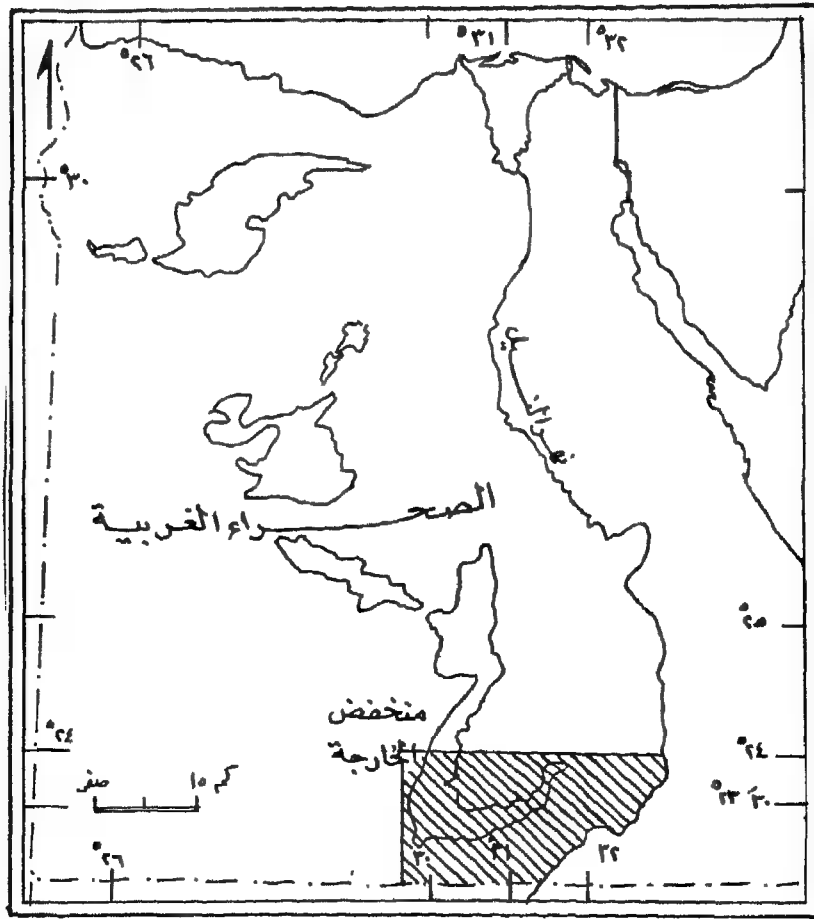 °٢٦ °٣١ °٣٢
°٣٠
الصحراء الغربية
°٢٥
منخفض
الخارجة
°٢٤ °٢٤
صفر ١٥ كم
°٢٣ ٣٠َ
°٢٦ ٣٠ °٣١ ٣٢